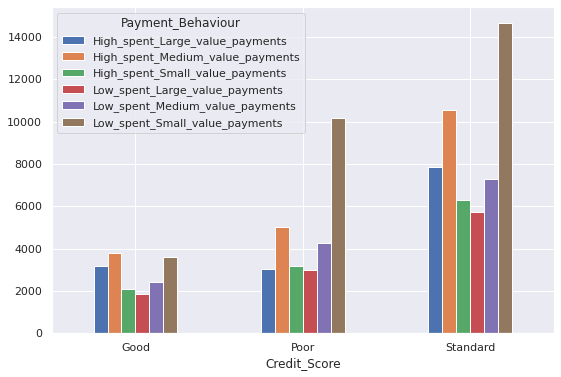 Payment_Behaviour
High_spent_Large_value_payments
High_spent_Medium_value_payments
High_spent_Small_value_payments
Low_spent_Large_value_payments
Low_spent_Medium_value_payments
Low_spent_Small_value_payments
14000
12000
10000
8000
6000
4000
2000
0
Good Poor Standard
Credit_Score